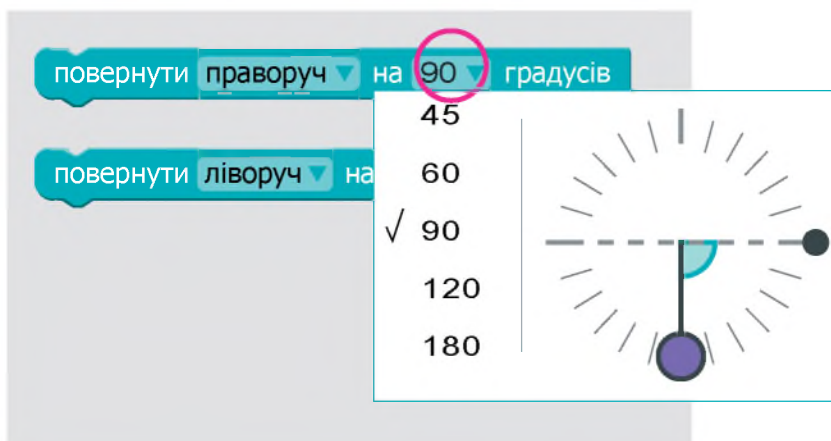 повернути праворуч на 90 градусів
45
повернути ліворуч на
60
√ 90
120
180